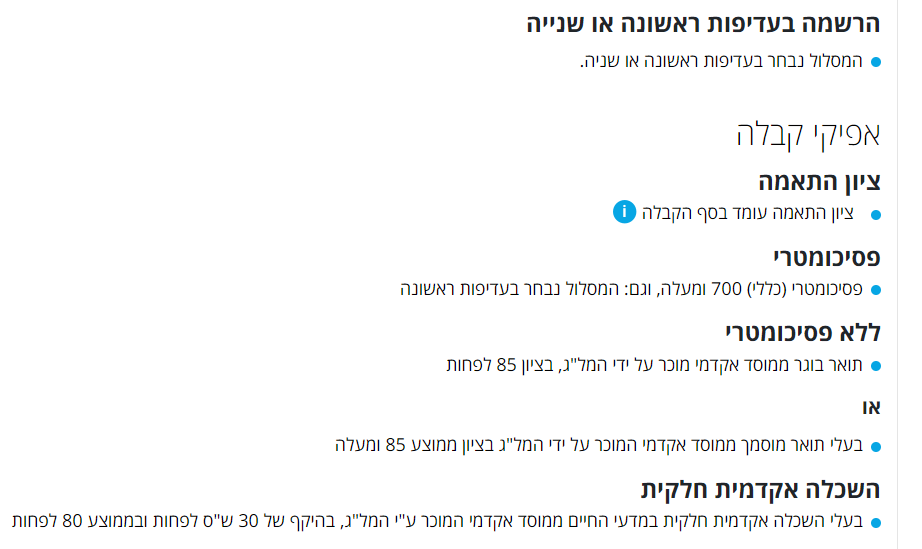 הרשמה בעדיפות ראשונה או שנייה
המסלול נבחר בעדיפות ראשונה או שניה.
אפיקי קבלה
ציון התאמה
ציון התאמה עומד בסף הקבלה i
פסיכומטרי
פסיכומטרי (כללי) 700 ומעלה, וגם: המסלול נבחר בעדיפות ראשונה
ללא פסיכומטרי
תואר בוגר ממוסד אקדמי מוכר על ידי המל"ג, בציון 85 לפחות
או
בעלי תואר מוסמך ממוסד אקדמי המוכר על ידי המל"ג בציון ממוצע 85 ומעלה
השכלה אקדמית חלקית
בעלי השכלה אקדמית חלקית במדעי החיים ממוסד אקדמי המוכר ע"י המל"ג, בהיקף של 30 ש"ס לפחות ובממוצע 80 לפחות